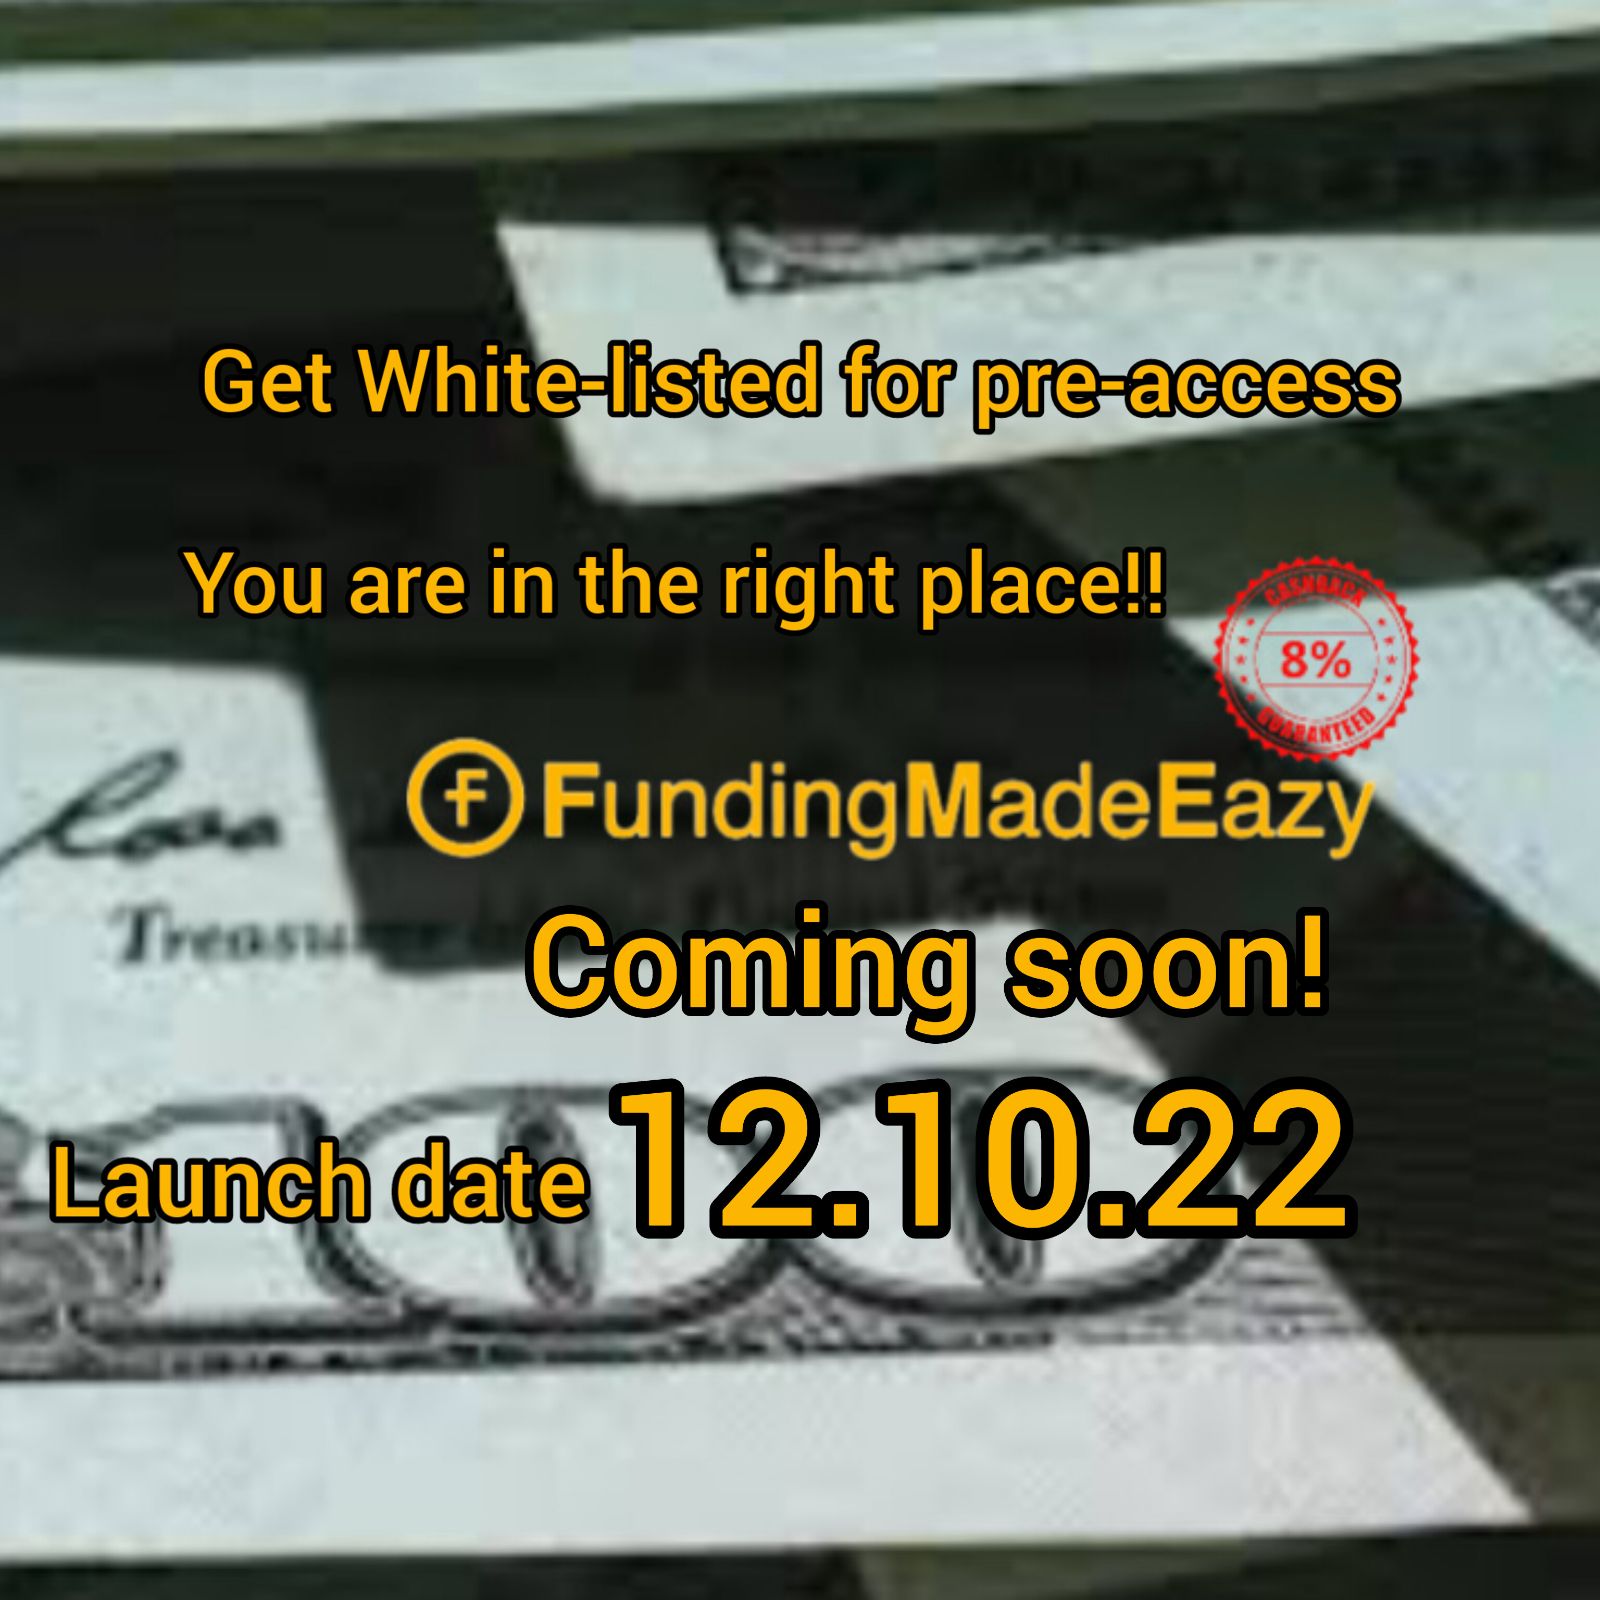 Get White-listed for pre-access
You are in the right place!!
CASHBACK
8%
GUARANTEED
FundingMadeEazy
Treasu
Coming soon!
Launch date 12.10.22